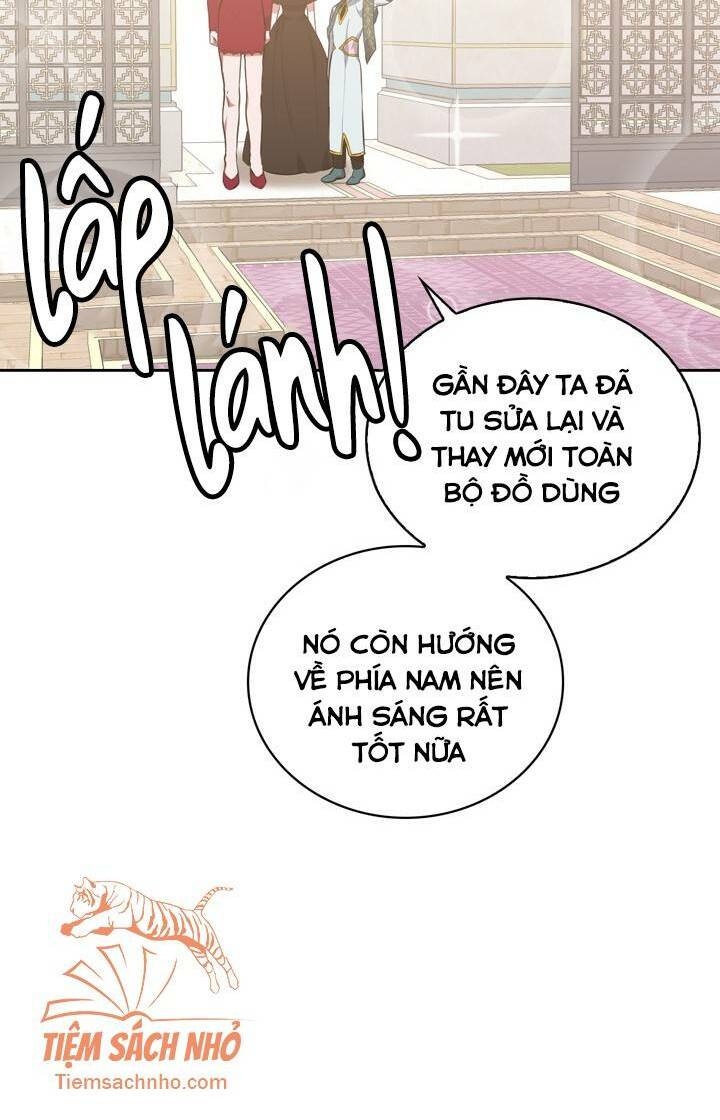 lấp
lánh!
GẦN ĐÂY TA ĐÃ
TU SỬA LẠI VÀ
THAY MỚI TOÀN
BỘ ĐỒ DÙNG
NÓ CÒN HƯỚNG
VỀ PHÍA NAM NÊN
ÁNH SÁNG RẤT
TỐT NỮA
TIỆM SÁCH NHỎ
Tiemsachnho.com